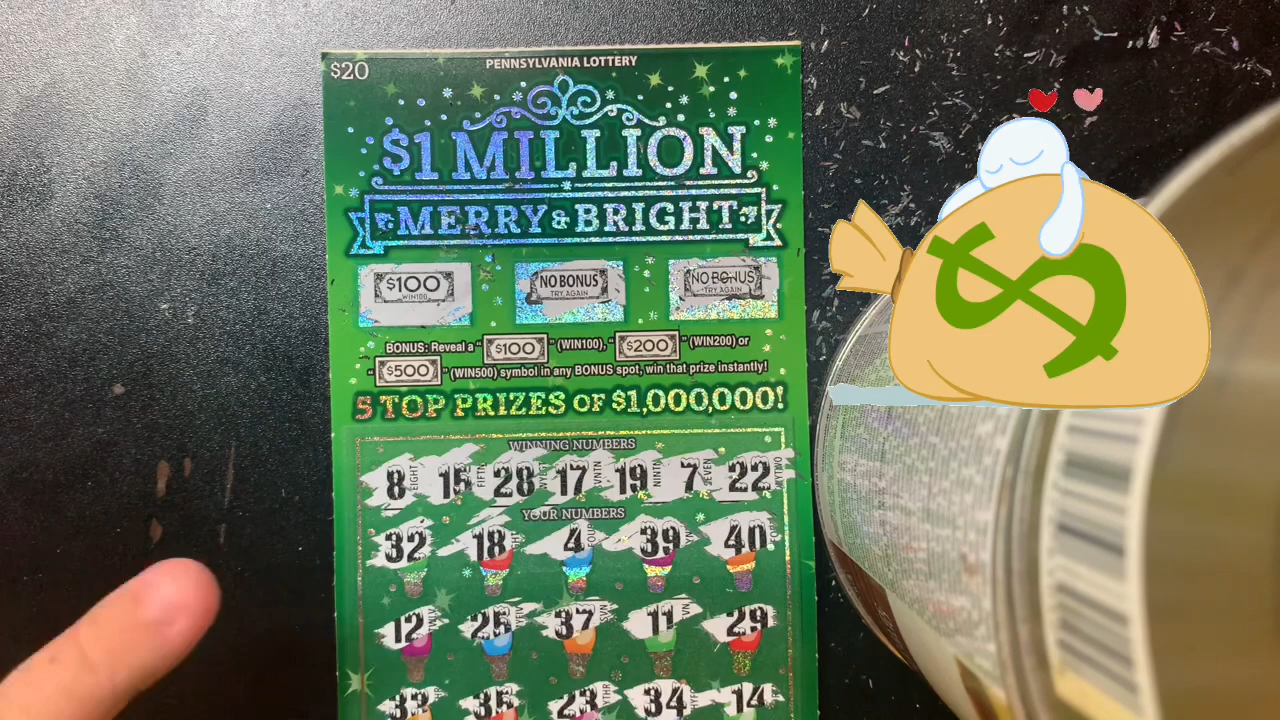 $20
PENNSYLVANIA LOTTERY
$1 MILLION
MERRY & BRIGHT
$100 NO BONUS NO BONUS
WIN100 TRY AGAIN TRY AGAIN
BONUS: Reveal a "$100" (WIN100), "$200" (WIN200) or
"$500" (WIN500) symbol in any BONUS spot, win that prize instantly!
5 TOP PRIZES OF $1,000,000!
WINNING NUMBERS
8 EIGHT 15 28 17 19 7 22
YOUR NUMBERS
32 18 4 39 40
12 25 37 11 29
33 35 23 34 14
$